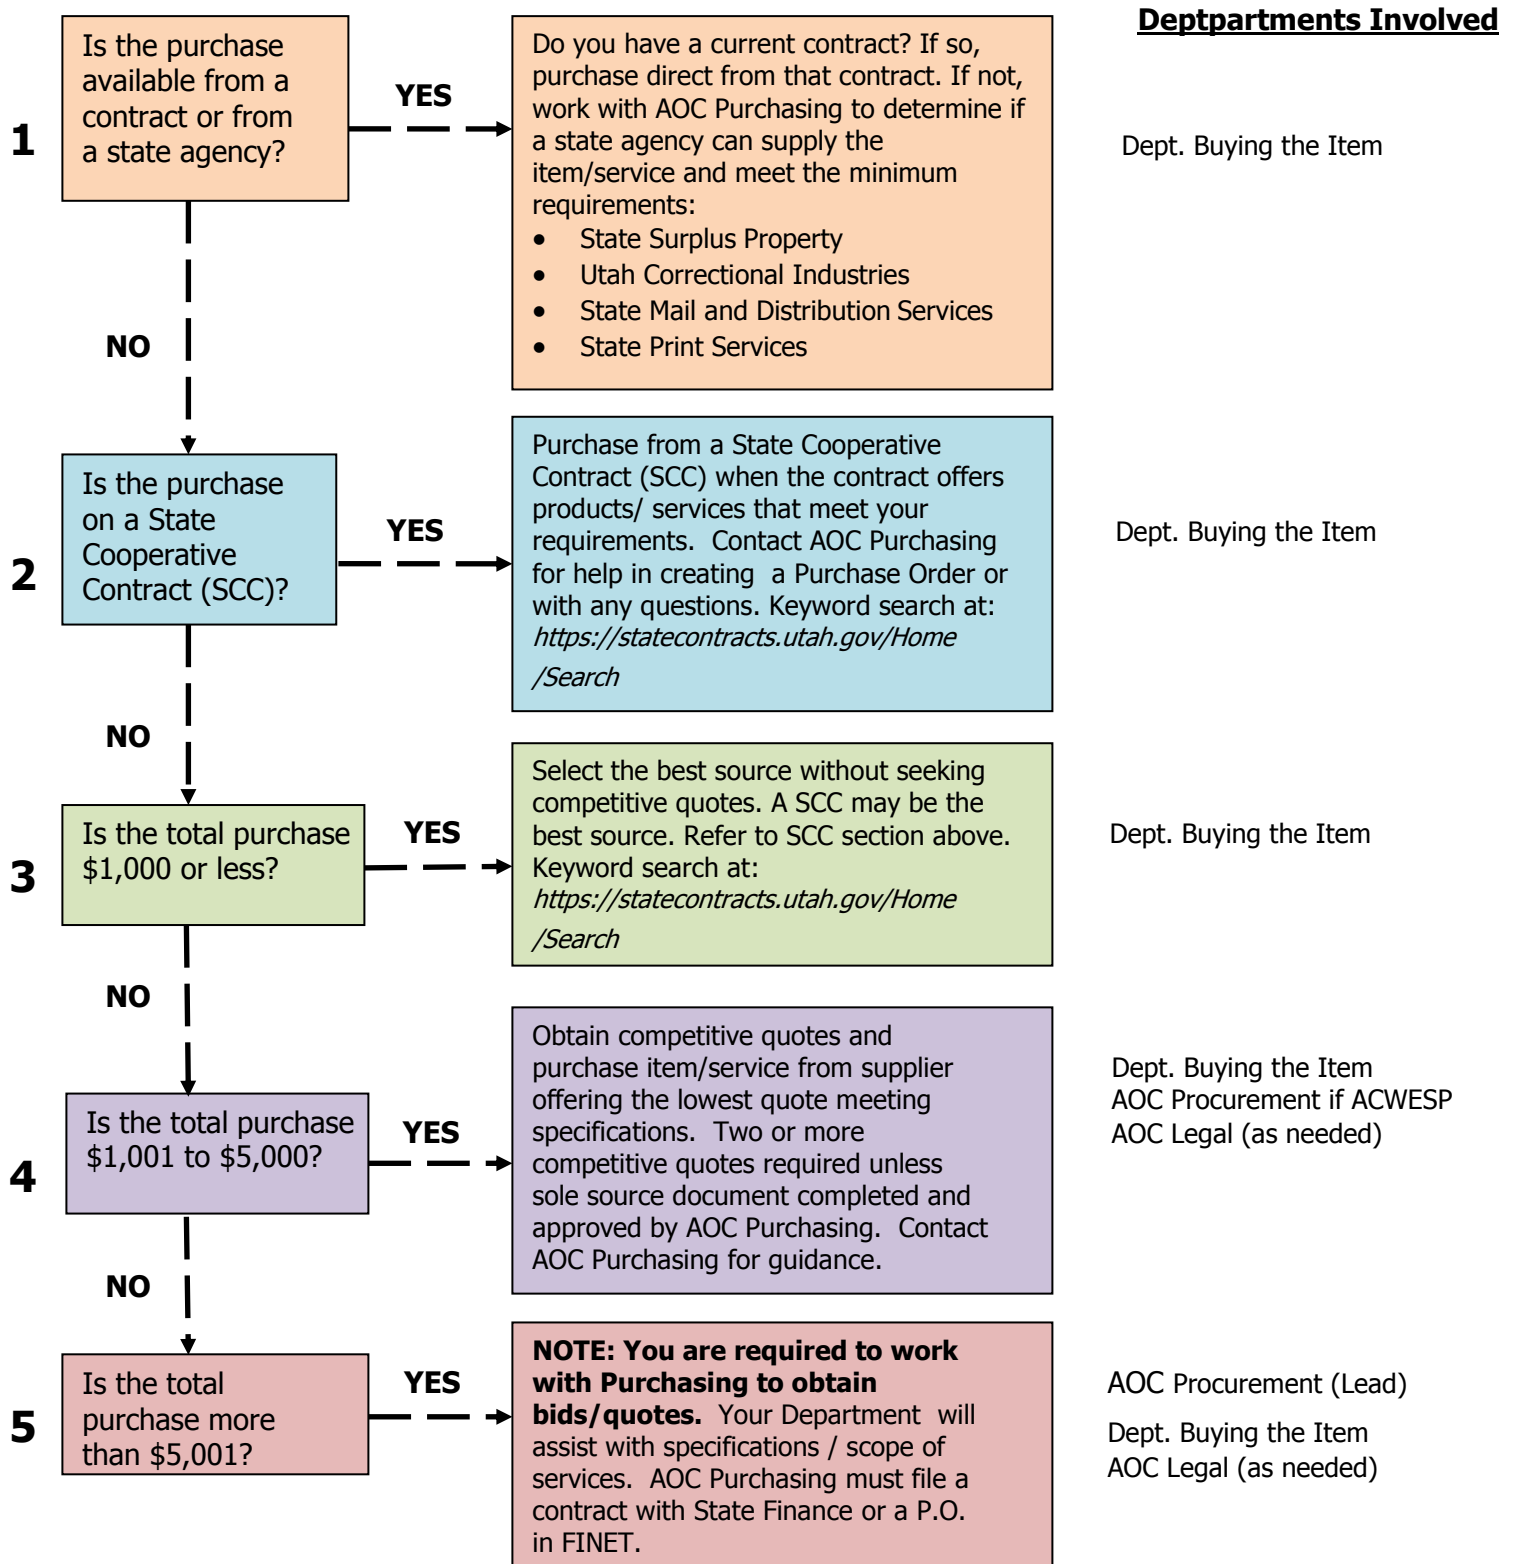 Deptpartments Involved
1
Is the purchase
available from a
contract or from
a state agency?
YES
Do you have a current contract? If so,
purchase direct from that contract. If not,
work with AOC Purchasing to determine if
a state agency can supply the
item/service and meet the minimum
requirements:
• State Surplus Property
• Utah Correctional Industries
• State Mail and Distribution Services
• State Print Services
Dept. Buying the Item
NO
2
Is the purchase
on a State
Cooperative
Contract (SCC)?
YES
Purchase from a State Cooperative
Contract (SCC) when the contract offers
products/ services that meet your
requirements.  Contact AOC Purchasing
for help in creating  a Purchase Order or
with any questions. Keyword search at:
https://statecontracts.utah.gov/Home
/Search
Dept. Buying the Item
NO
3
Is the total purchase
$1,000 or less?
YES
Select the best source without seeking
competitive quotes. A SCC may be the
best source. Refer to SCC section above.
Keyword search at:
https://statecontracts.utah.gov/Home
/Search
Dept. Buying the Item
NO
4
Is the total purchase
$1,001 to $5,000?
YES
Obtain competitive quotes and
purchase item/service from supplier
offering the lowest quote meeting
specifications.  Two or more
competitive quotes required unless
sole source document completed and
approved by AOC Purchasing.  Contact
AOC Purchasing for guidance.
Dept. Buying the Item
AOC Procurement if ACWESP
AOC Legal (as needed)
NO
5
Is the total
purchase more
than $5,001?
YES
NOTE: You are required to work
with Purchasing to obtain
bids/quotes.  Your Department  will
assist with specifications / scope of
services.  AOC Purchasing must file a
contract with State Finance or a P.O.
in FINET.
AOC Procurement (Lead)
Dept. Buying the Item
AOC Legal (as needed)